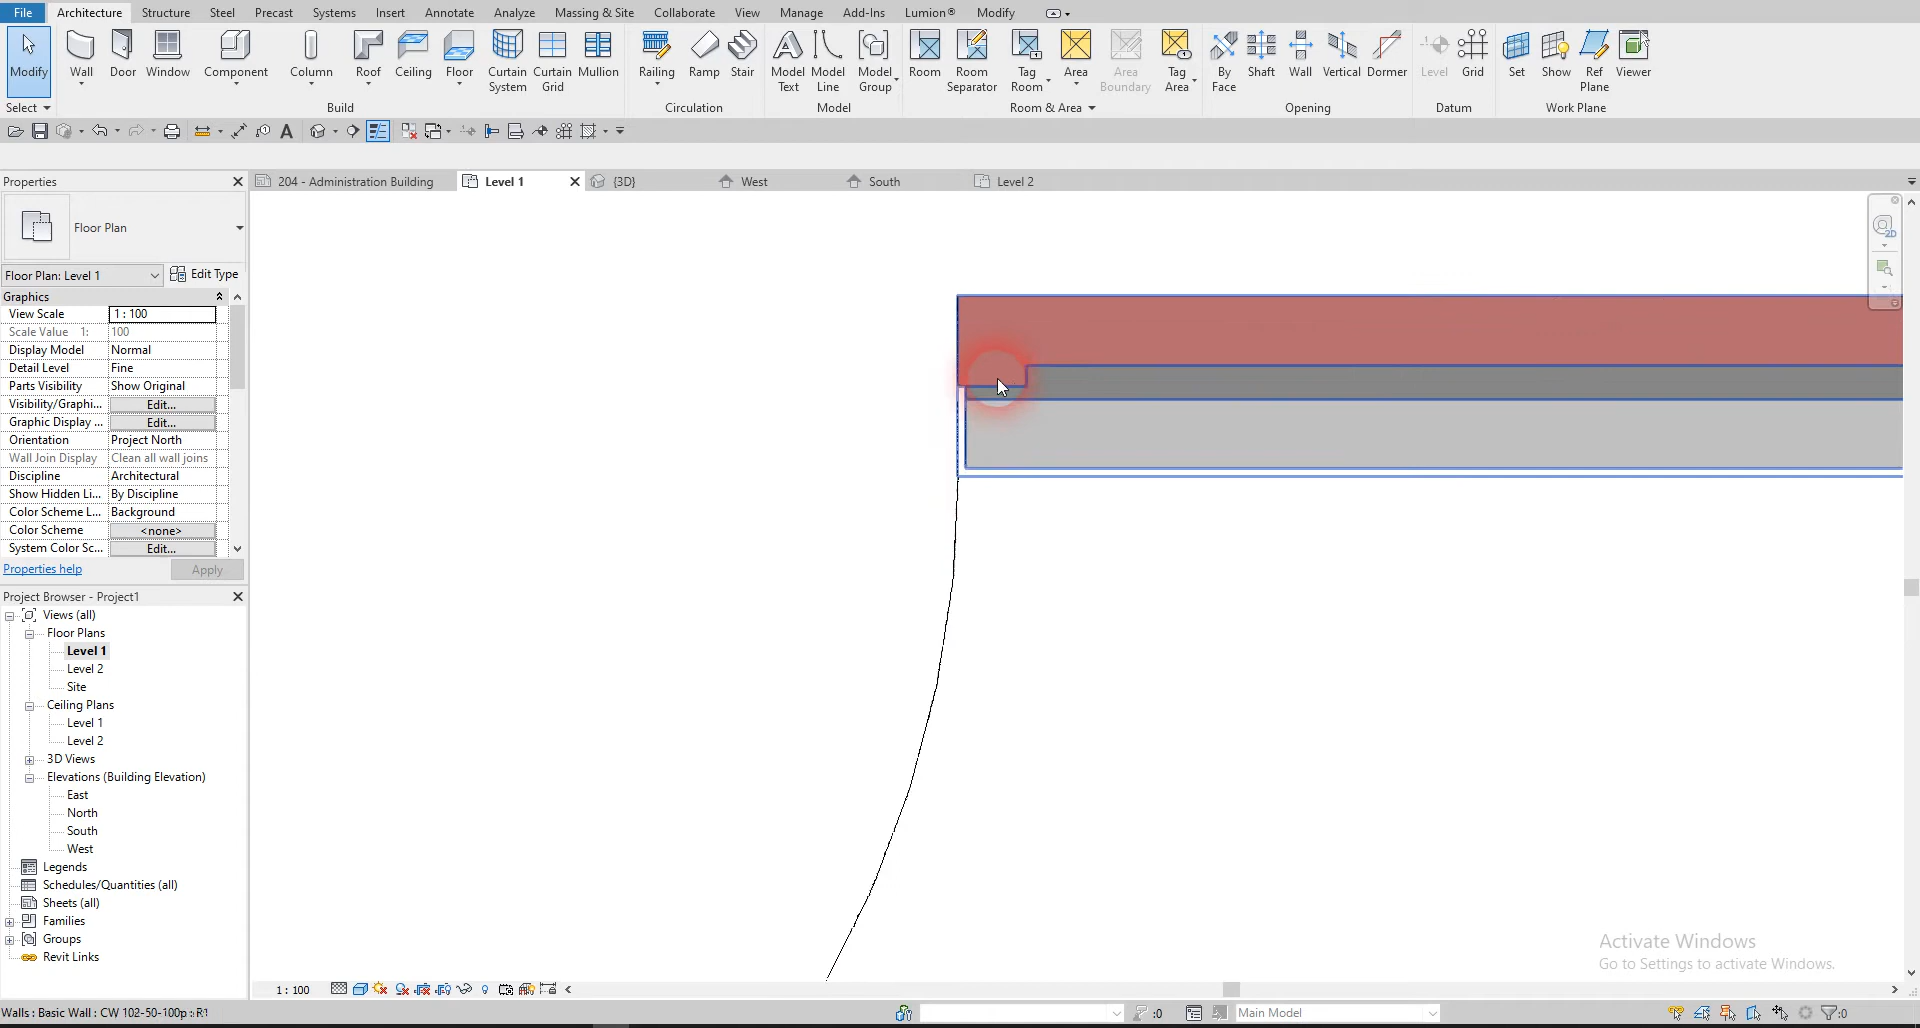 File Architecture Structure Steel Precast Systems Insert Annotate Analyze Massing & Site Collaborate View Manage Add-Ins Lumion® Modify
Modify Wall Door Window Component Column Roof Ceiling Floor Curtain System Curtain Grid Mullion Railing Ramp Stair Model Text Model Line Model Group Room Room Separator Tag Room Area Area Boundary Tag Area By Face Shaft Wall Vertical Dormer Level Grid Set Show Ref Plane Viewer
Select Build Circulation Model Room & Area Opening Datum Work Plane
Properties
204 - Administration Building Level 1 {3D} West South Level 2
Floor Plan
Floor Plan: Level 1 Edit Type
Graphics
View Scale 1 : 100
Scale Value 1: 100
Display Model Normal
Detail Level Fine
Parts Visibility Show Original
Visibility/Graphi... Edit...
Graphic Display ... Edit...
Orientation Project North
Wall Join Display Clean all wall joins
Discipline Architectural
Show Hidden Li... By Discipline
Color Scheme L... Background
Color Scheme <none>
System Color Sc... Edit...
Properties help Apply
Project Browser - Project1
Views (all)
Floor Plans
Level 1
Level 2
Site
Ceiling Plans
Level 1
Level 2
3D Views
Elevations (Building Elevation)
East
North
South
West
Legends
Schedules/Quantities (all)
Sheets (all)
Families
Groups
Revit Links
2D
Activate Windows
Go to Settings to activate Windows.
1 : 100
Walls : Basic Wall : CW 102-50-100p : R1 :0 Main Model :0